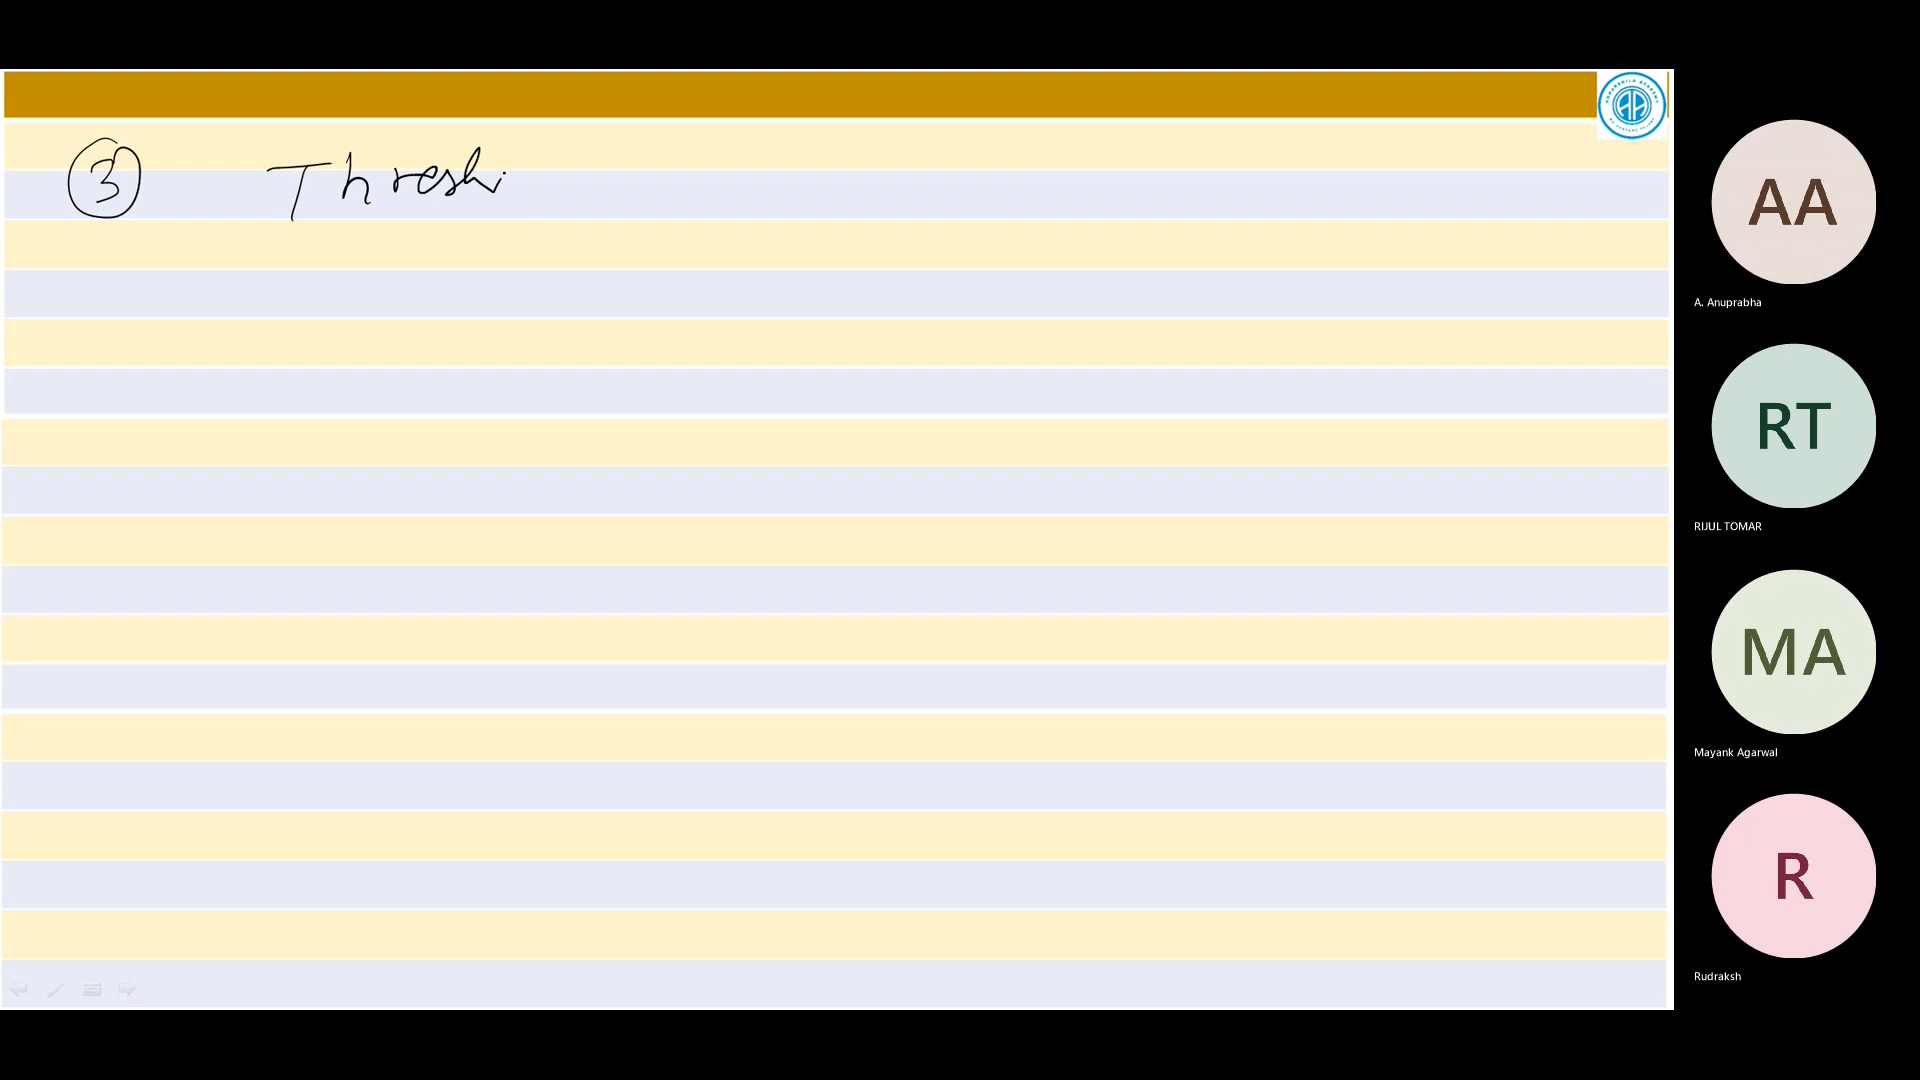 ③ Thresh
AA
A. Anuprabha
RT
RIJUL TOMAR
MA
Mayank Agarwal
R
Rudraksh